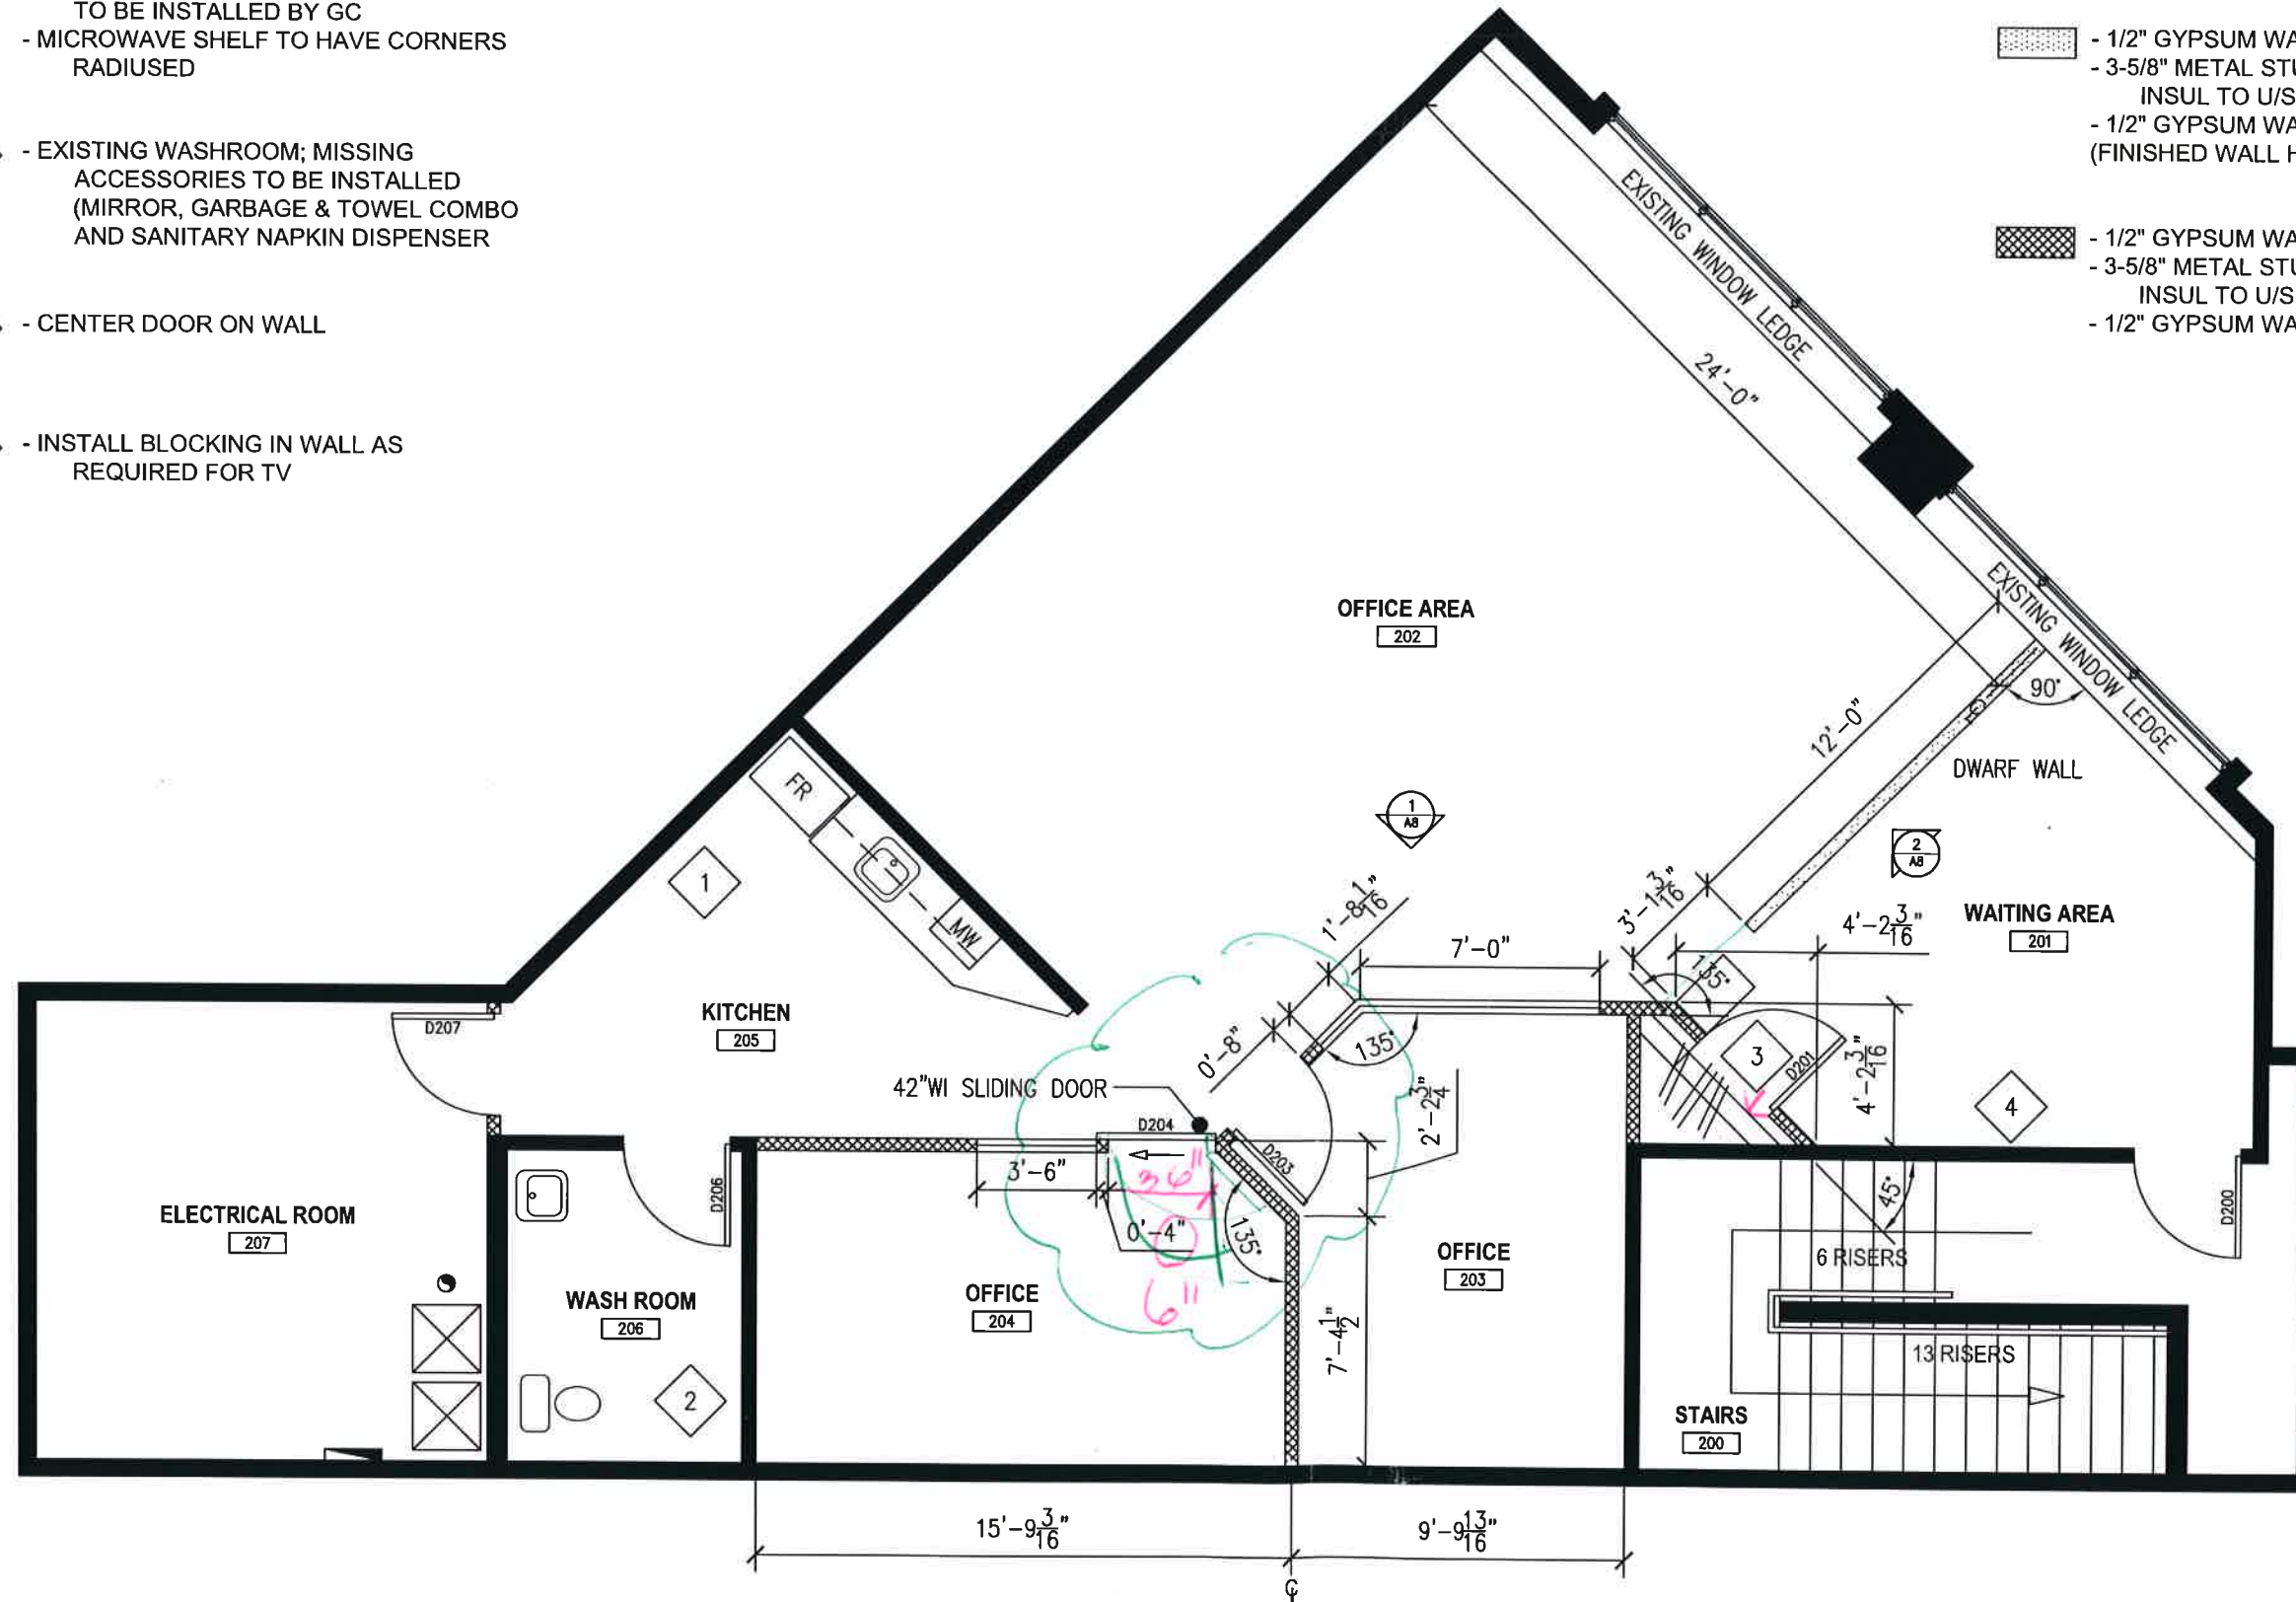 TO BE INSTALLED BY GC
- MICROWAVE SHELF TO HAVE CORNERS
RADIUSED
- EXISTING WASHROOM; MISSING
ACCESSORIES TO BE INSTALLED
(MIRROR, GARBAGE & TOWEL COMBO
AND SANITARY NAPKIN DISPENSER
- CENTER DOOR ON WALL
- INSTALL BLOCKING IN WALL AS
REQUIRED FOR TV
- 1/2" GYPSUM WA
- 3-5/8" METAL STU
INSUL TO U/S
- 1/2" GYPSUM WA
(FINISHED WALL H
- 1/2" GYPSUM WA
- 3-5/8" METAL STU
INSUL TO U/S
- 1/2" GYPSUM WA
EXISTING WINDOW LEDGE
24'-0"
EXISTING WINDOW LEDGE
OFFICE AREA
202
90°
12'-0"
DWARF WALL
FR
1
A8
2
A8
1
MW
1'-8 1/16"
3'-1 3/16"
4'-2 3/16"
WAITING AREA
201
7'-0"
135°
KITCHEN
205
D207
0'-8"
135°
3
D201
4'-2 3/16"
4
42"WI SLIDING DOOR
D204
D203
2'-2 3/4"
3'-6"
36"
0'-4"
6"
135°
D206
D200
45°
ELECTRICAL ROOM
207
WASH ROOM
206
2
OFFICE
204
OFFICE
203
7'-4 1/2"
6 RISERS
13 RISERS
STAIRS
200
15'-9 3/16"
9'-9 13/16"